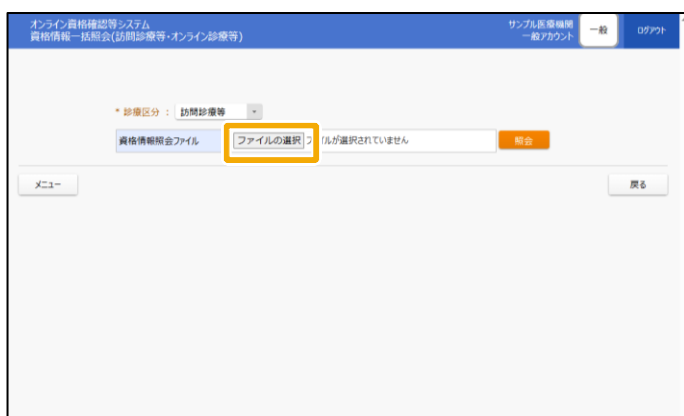 オンライン資格確認等システム
資格情報一括照会(訪問診療等・オンライン診療等)
サンプル医療機関
一般アカウント
一般
ログアウト
* 診療区分 : 訪問診療等
資格情報照会ファイル ファイルの選択 ファイルが選択されていません 照会
メニュー 戻る